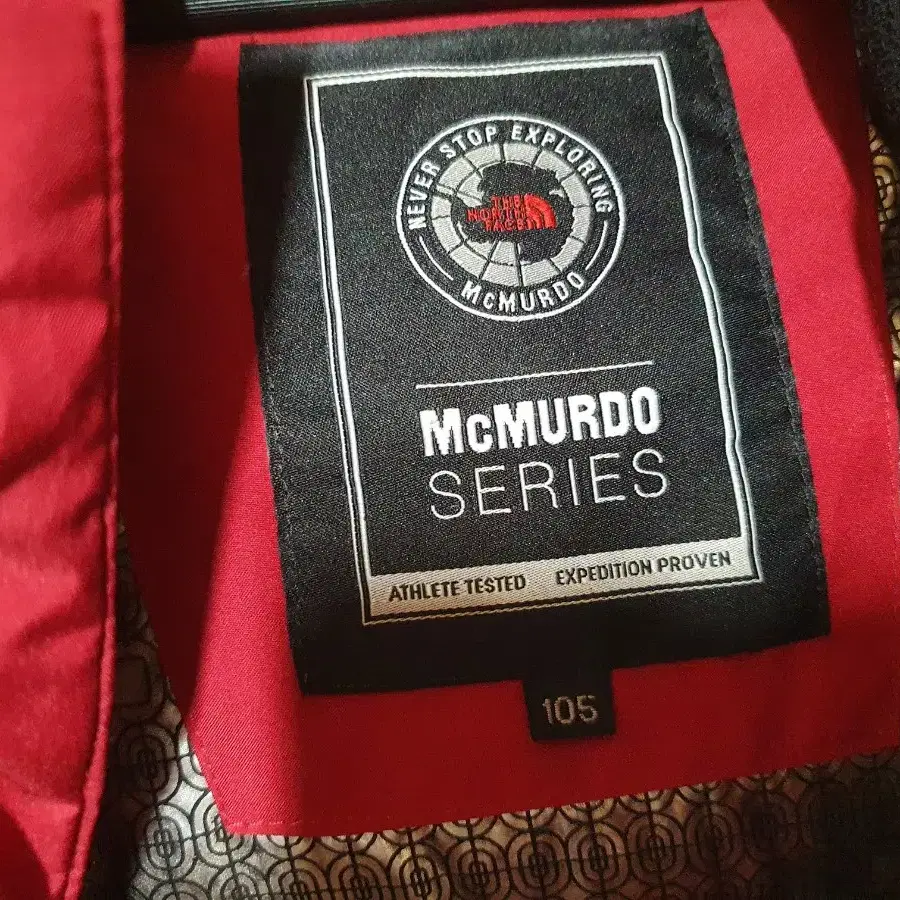 NEVER STOP EXPLORING
THE
NORTH
FACE
McMURDO
McMURDO
SERIES
ATHLETE TESTED EXPEDITION PROVEN
105